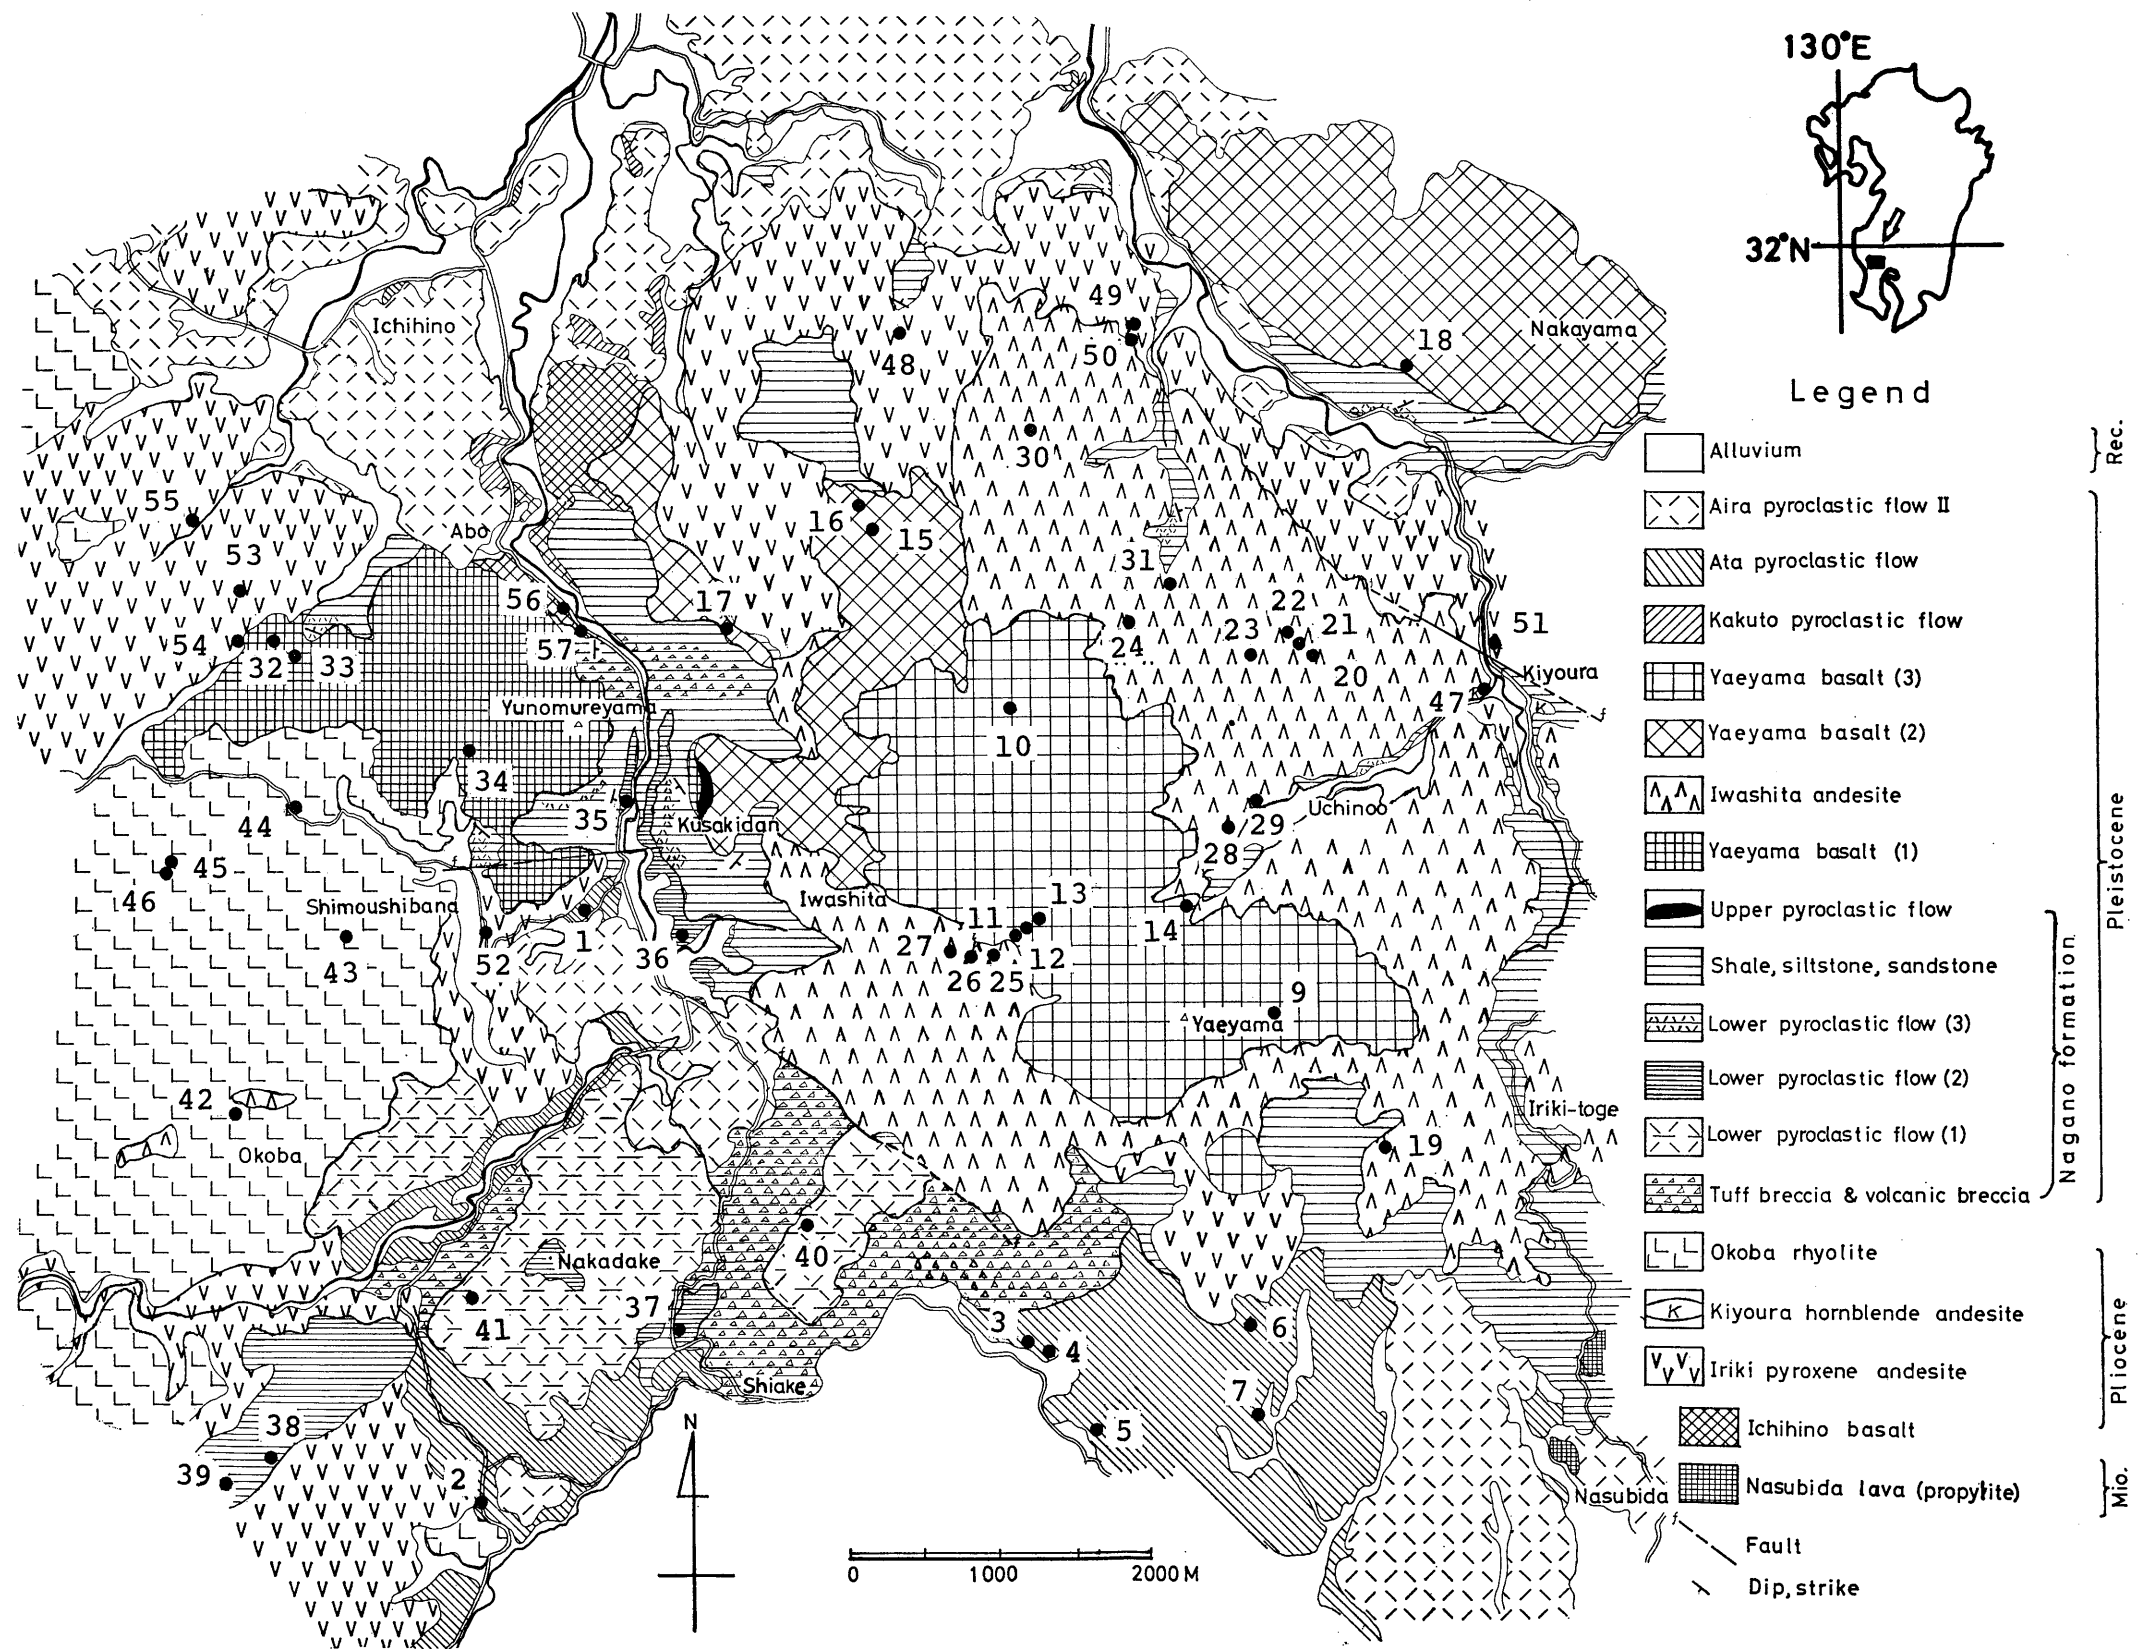 130°E
32°N
Legend
Alluvium
Aira pyroclastic flow II
Ata pyroclastic flow
Kakuto pyroclastic flow
Yaeyama basalt (3)
Yaeyama basalt (2)
Iwashita andesite
Yaeyama basalt (1)
Upper pyroclastic flow
Shale, siltstone, sandstone
Lower pyroclastic flow (3)
Lower pyroclastic flow (2)
Lower pyroclastic flow (1)
Tuff breccia & volcanic breccia
Okoba rhyolite
K
Kiyoura hornblende andesite
Iriki pyroxene andesite
Ichihino basalt
Nasubida lava (propylite)
f
Fault
Dip, strike
Rec.
Pleistocene
Nagano formation
Pliocene
Mio.
Ichihino
49
50
48
18
Nakayama
30
55
Abo
53
16
15
31
56
17
22
51
54
32
33
57
24
23
21
20
Kiyoura
47
K
f
Yunomureyama
10
34
35
Kusakidan
Uchinoo
44
29
28
45
46
Shimoushibana
Iwashita
13
11
14
43
52
1
36
27
12
26
25
9
Yaeyama
42
Okoba
Iriki-toge
19
40
Nakadake
41
37
3
4
6
Shiake
7
5
38
39
2
N
Nasubida
0
1000
2000 M